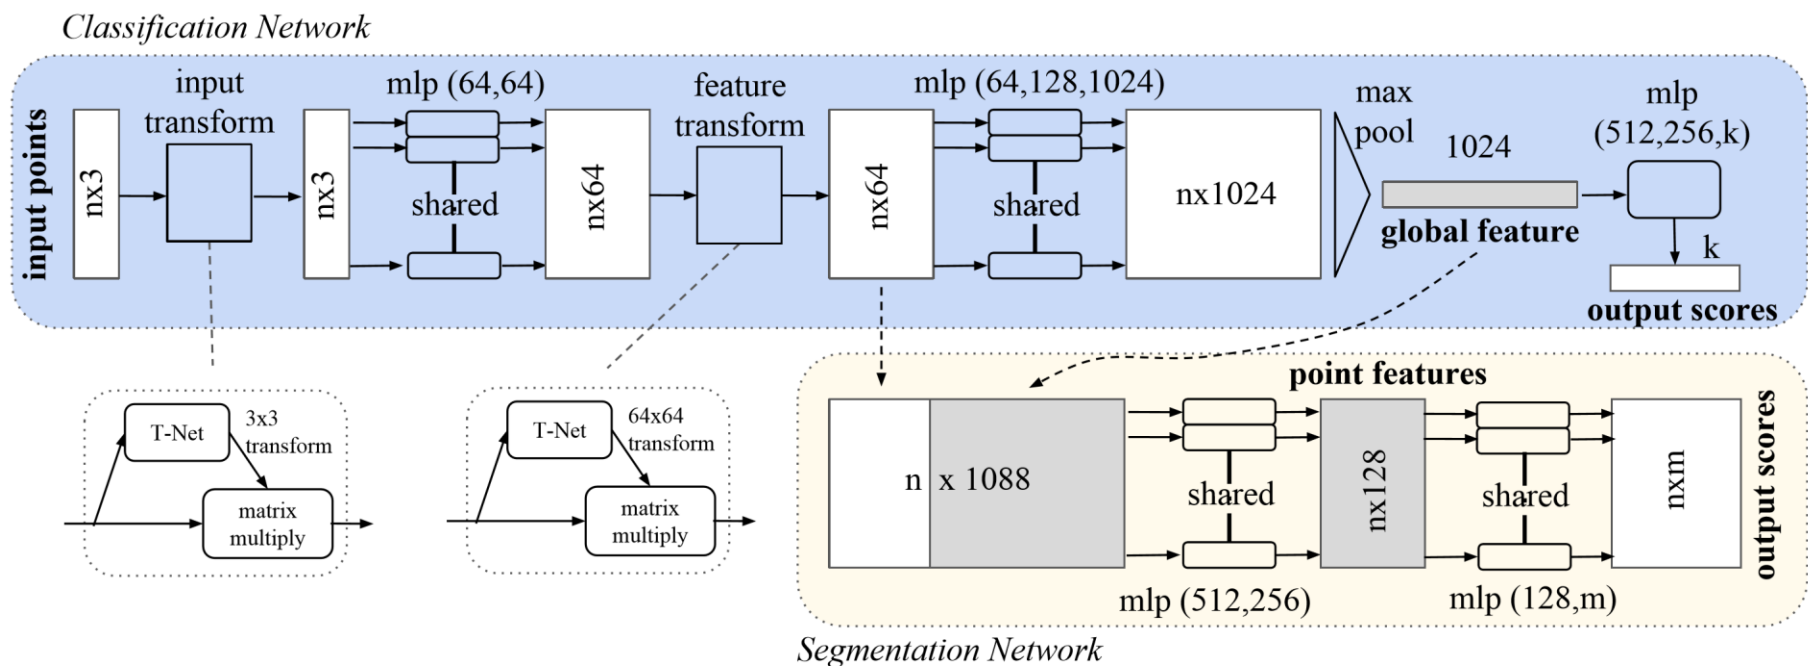 Classification Network
input points
nx3
input
transform
nx3
mlp (64,64)
shared
nx64
feature
transform
nx64
mlp (64,128,1024)
shared
nx1024
max
pool
1024
global feature
mlp
(512,256,k)
k
output scores
T-Net
3x3
transform
matrix
multiply
T-Net
64x64
transform
matrix
multiply
point features
n x 1088
shared
mlp (512,256)
nx128
shared
mlp (128,m)
nxm
output scores
Segmentation Network